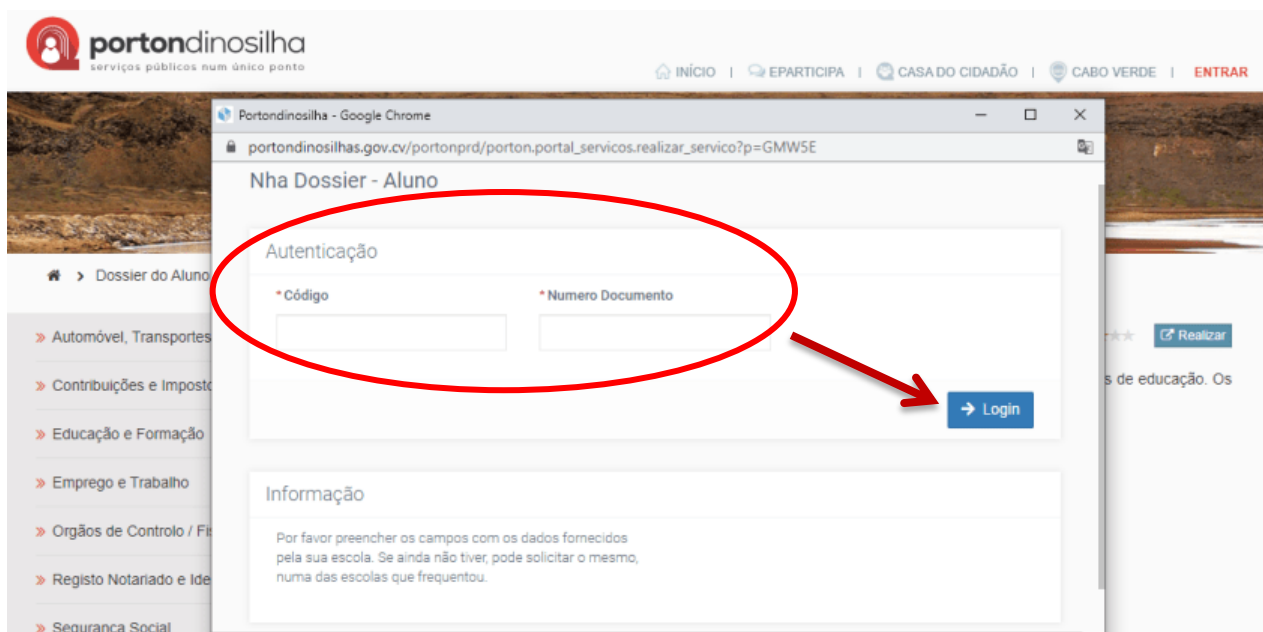 portondinosilha
serviços públicos num único ponto
INÍCIO | EPARTICIPA | CASA DO CIDADÃO | CABO VERDE | ENTRAR
Portondinosilha - Google Chrome
portondinosilhas.gov.cv/portonprd/porton.portal_servicos.realizar_servico?p=GMW5E
Nha Dossier - Aluno
Autenticação
* Código
* Numero Documento
Login
Informação
Por favor preencher os campos com os dados fornecidos
pela sua escola. Se ainda não tiver, pode solicitar o mesmo,
numa das escolas que frequentou.
> Dossier do Aluno
» Automóvel, Transportes
» Contribuições e Imposto
» Educação e Formação
» Emprego e Trabalho
» Orgãos de Controlo / Fi
» Registo Notariado e Ide
» Segurança Social
Realizar
s de educação. Os